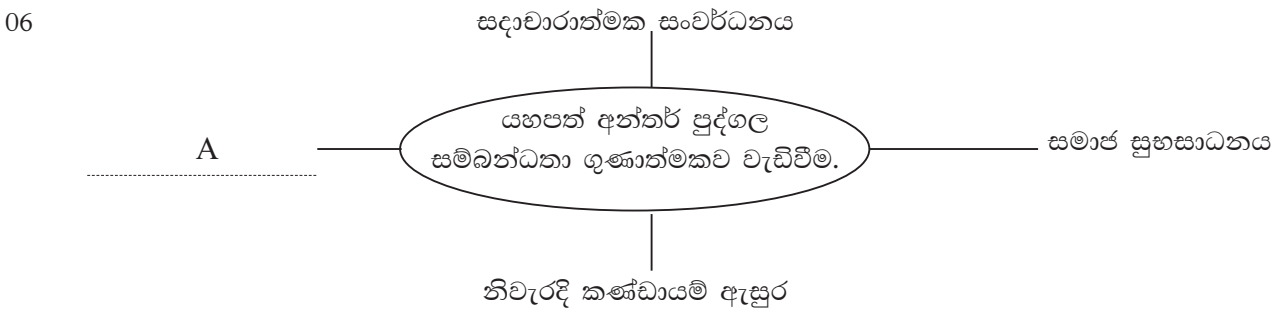 06
සදාචාරාත්මක සංවර්ධනය
යහපත් අන්තර් පුද්ගල
සම්බන්ධතා ගුණාත්මකව වැඩිවීම.
A
සමාජ සුභසාධනය
නිවැරදි කණ්ඩායම් ඇසුර